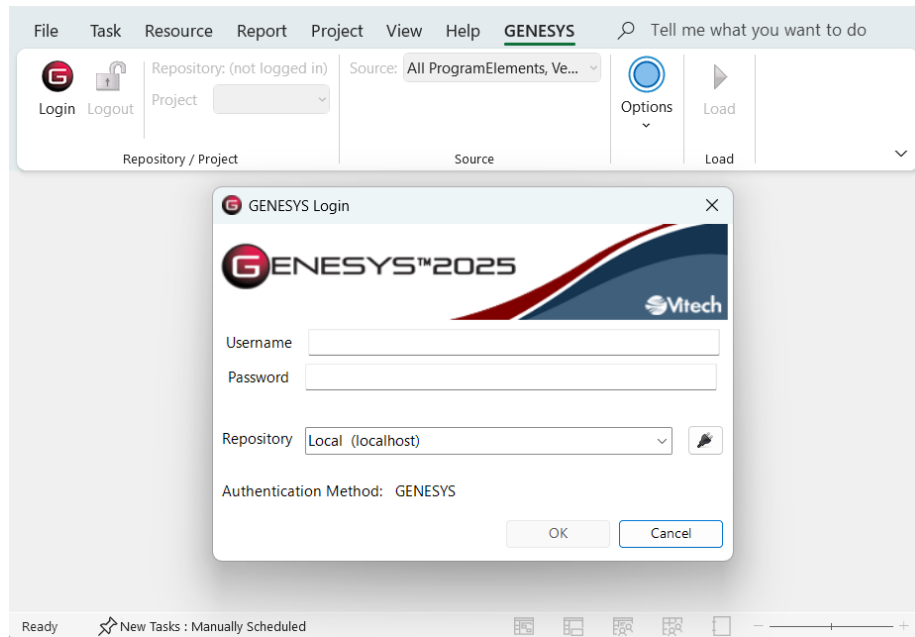 File Task Resource Report Project View Help GENESYS Tell me what you want to do
Repository: (not logged in) Source: All ProgramElements, Ve...
Login Logout Project Options Load
Repository / Project Source Load
G GENESYS Login
GENESYS™2025
Vitech
Username
Password
Repository Local (localhost)
Authentication Method: GENESYS
OK Cancel
Ready New Tasks : Manually Scheduled